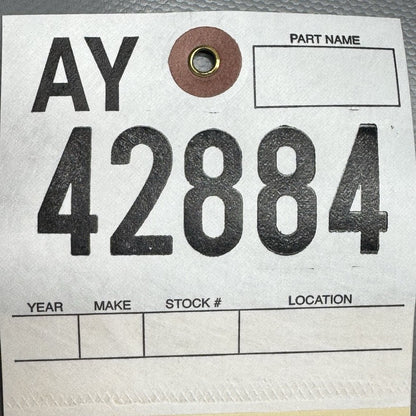 AY
PART NAME
42884
YEAR MAKE STOCK # LOCATION